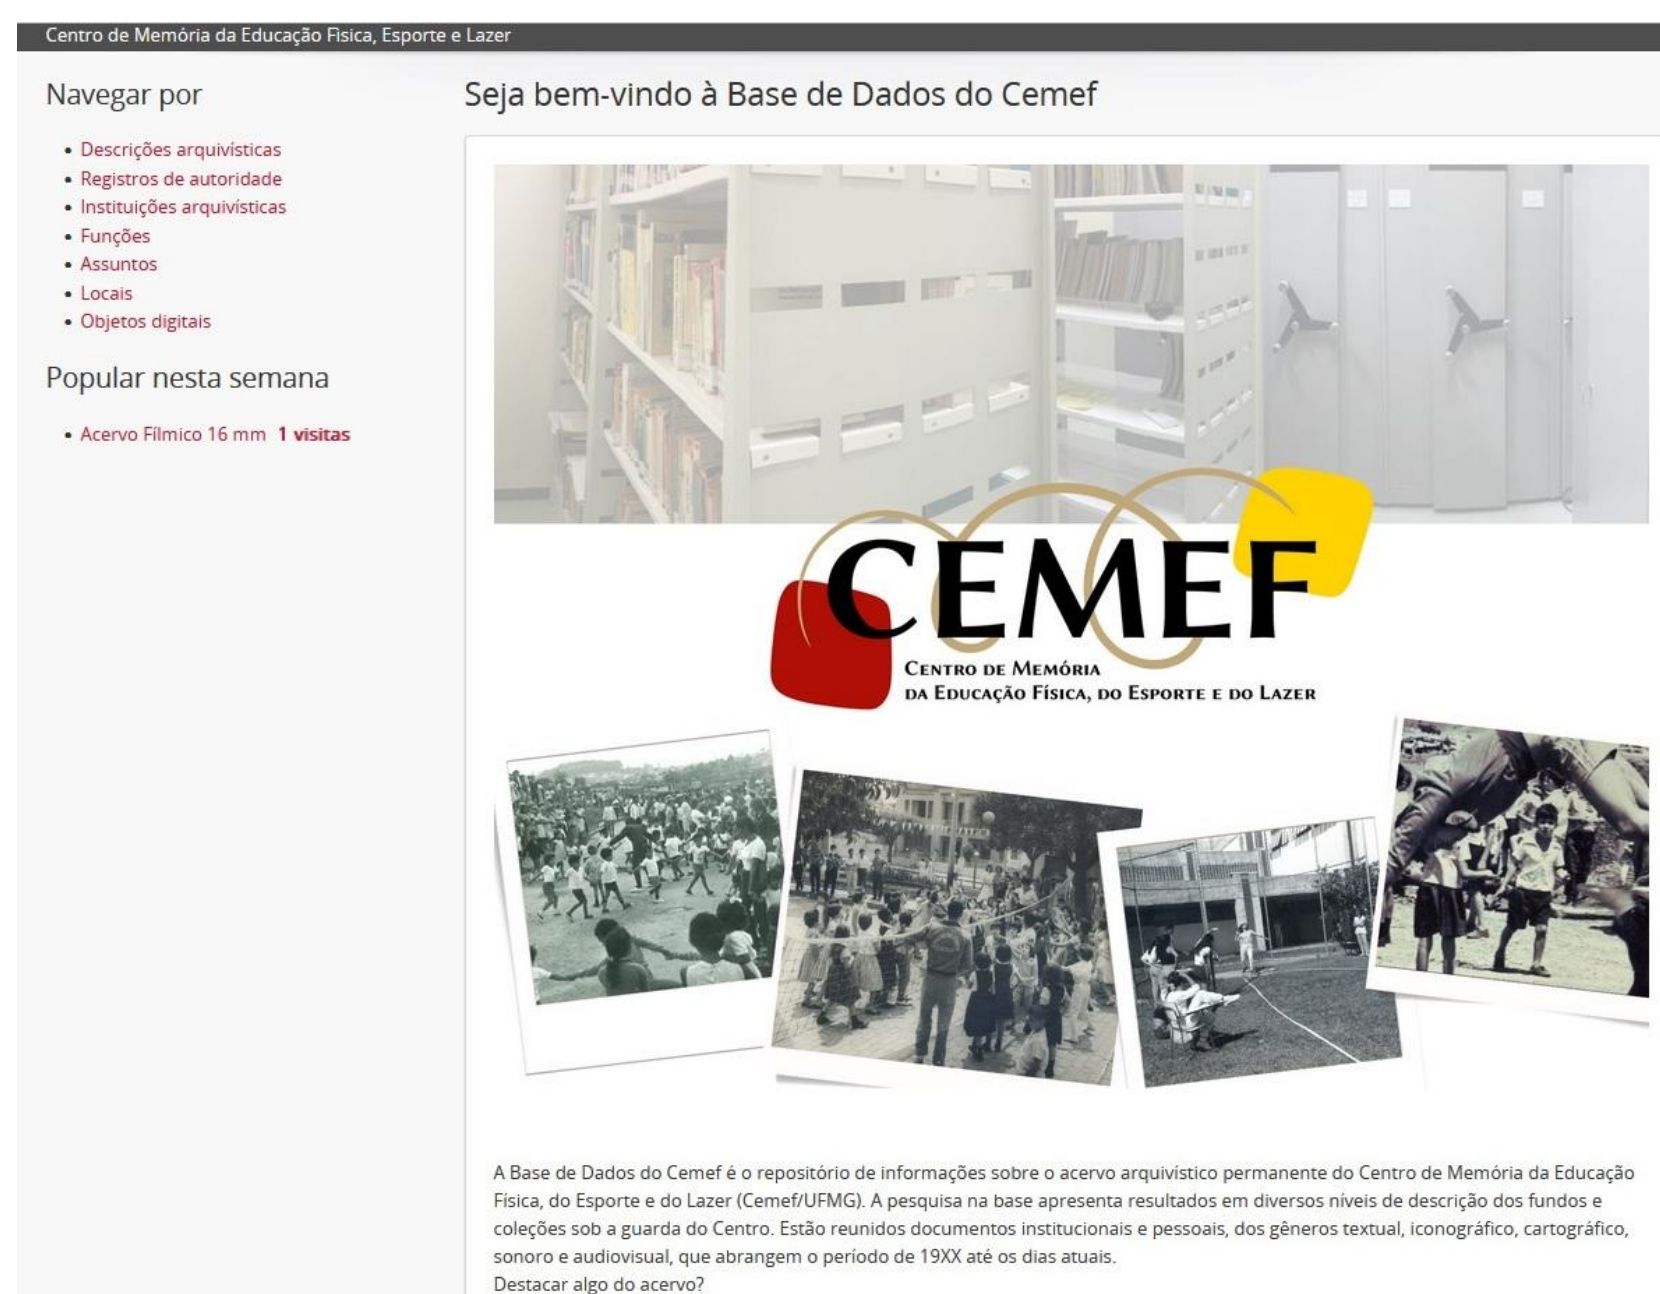 Centro de Memória da Educação Fisica, Esporte e Lazer
Navegar por
Descrições arquivísticas
Registros de autoridade
Instituições arquivísticas
Funções
Assuntos
Locais
Objetos digitais
Popular nesta semana
Acervo Fílmico 16 mm 1 visitas
Seja bem-vindo à Base de Dados do Cemef
CEMEF
Centro de Memória
da Educação Física, do Esporte e do Lazer
A Base de Dados do Cemef é o repositório de informações sobre o acervo arquivístico permanente do Centro de Memória da Educação
Física, do Esporte e do Lazer (Cemef/UFMG). A pesquisa na base apresenta resultados em diversos níveis de descrição dos fundos e
coleções sob a guarda do Centro. Estão reunidos documentos institucionais e pessoais, dos gêneros textual, iconográfico, cartográfico,
sonoro e audiovisual, que abrangem o período de 19XX até os dias atuais.
Destacar algo do acervo?